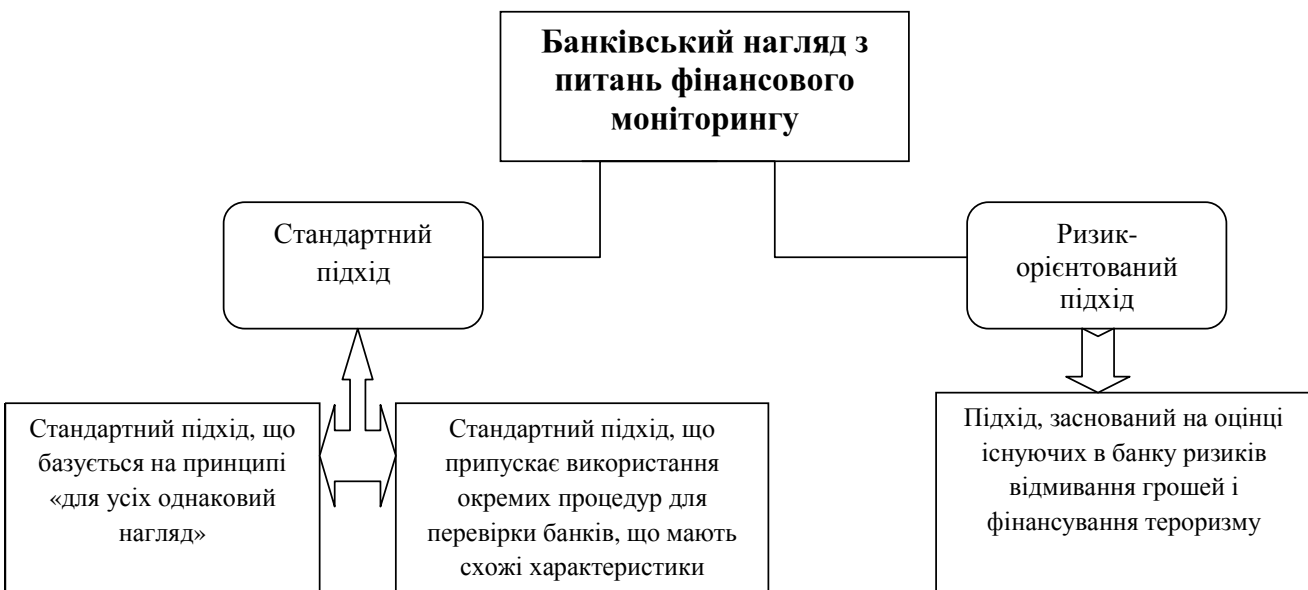 Банківський нагляд з
питань фінансового
моніторингу
Стандартний
підхід
Ризик-
орієнтований
підхід
Стандартний підхід, що
базується на принципі
«для усіх однаковий
нагляд»
Стандартний підхід, що
припускає використання
окремих процедур для
перевірки банків, що мають
схожі характеристики
Підхід, заснований на оцінці
існуючих в банку ризиків
відмивання грошей і
фінансування тероризму